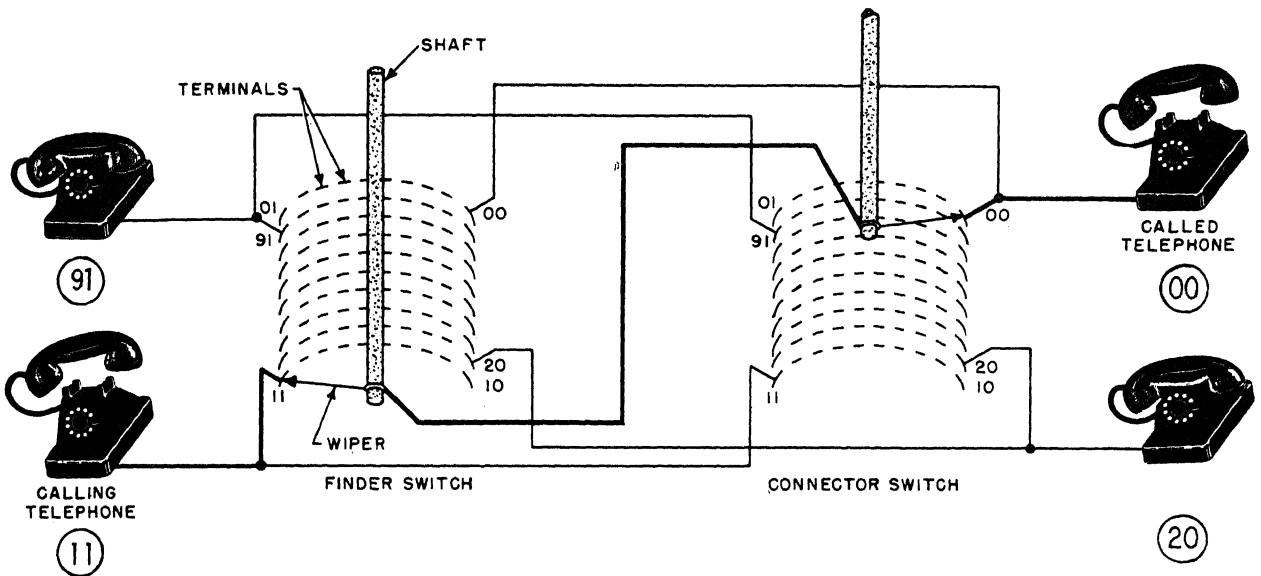 SHAFT
TERMINALS
01
91
00
01
91
00
CALLED
TELEPHONE
91
00
11
20
10
11
20
10
WIPER
FINDER SWITCH
CONNECTOR SWITCH
CALLING
TELEPHONE
11
20